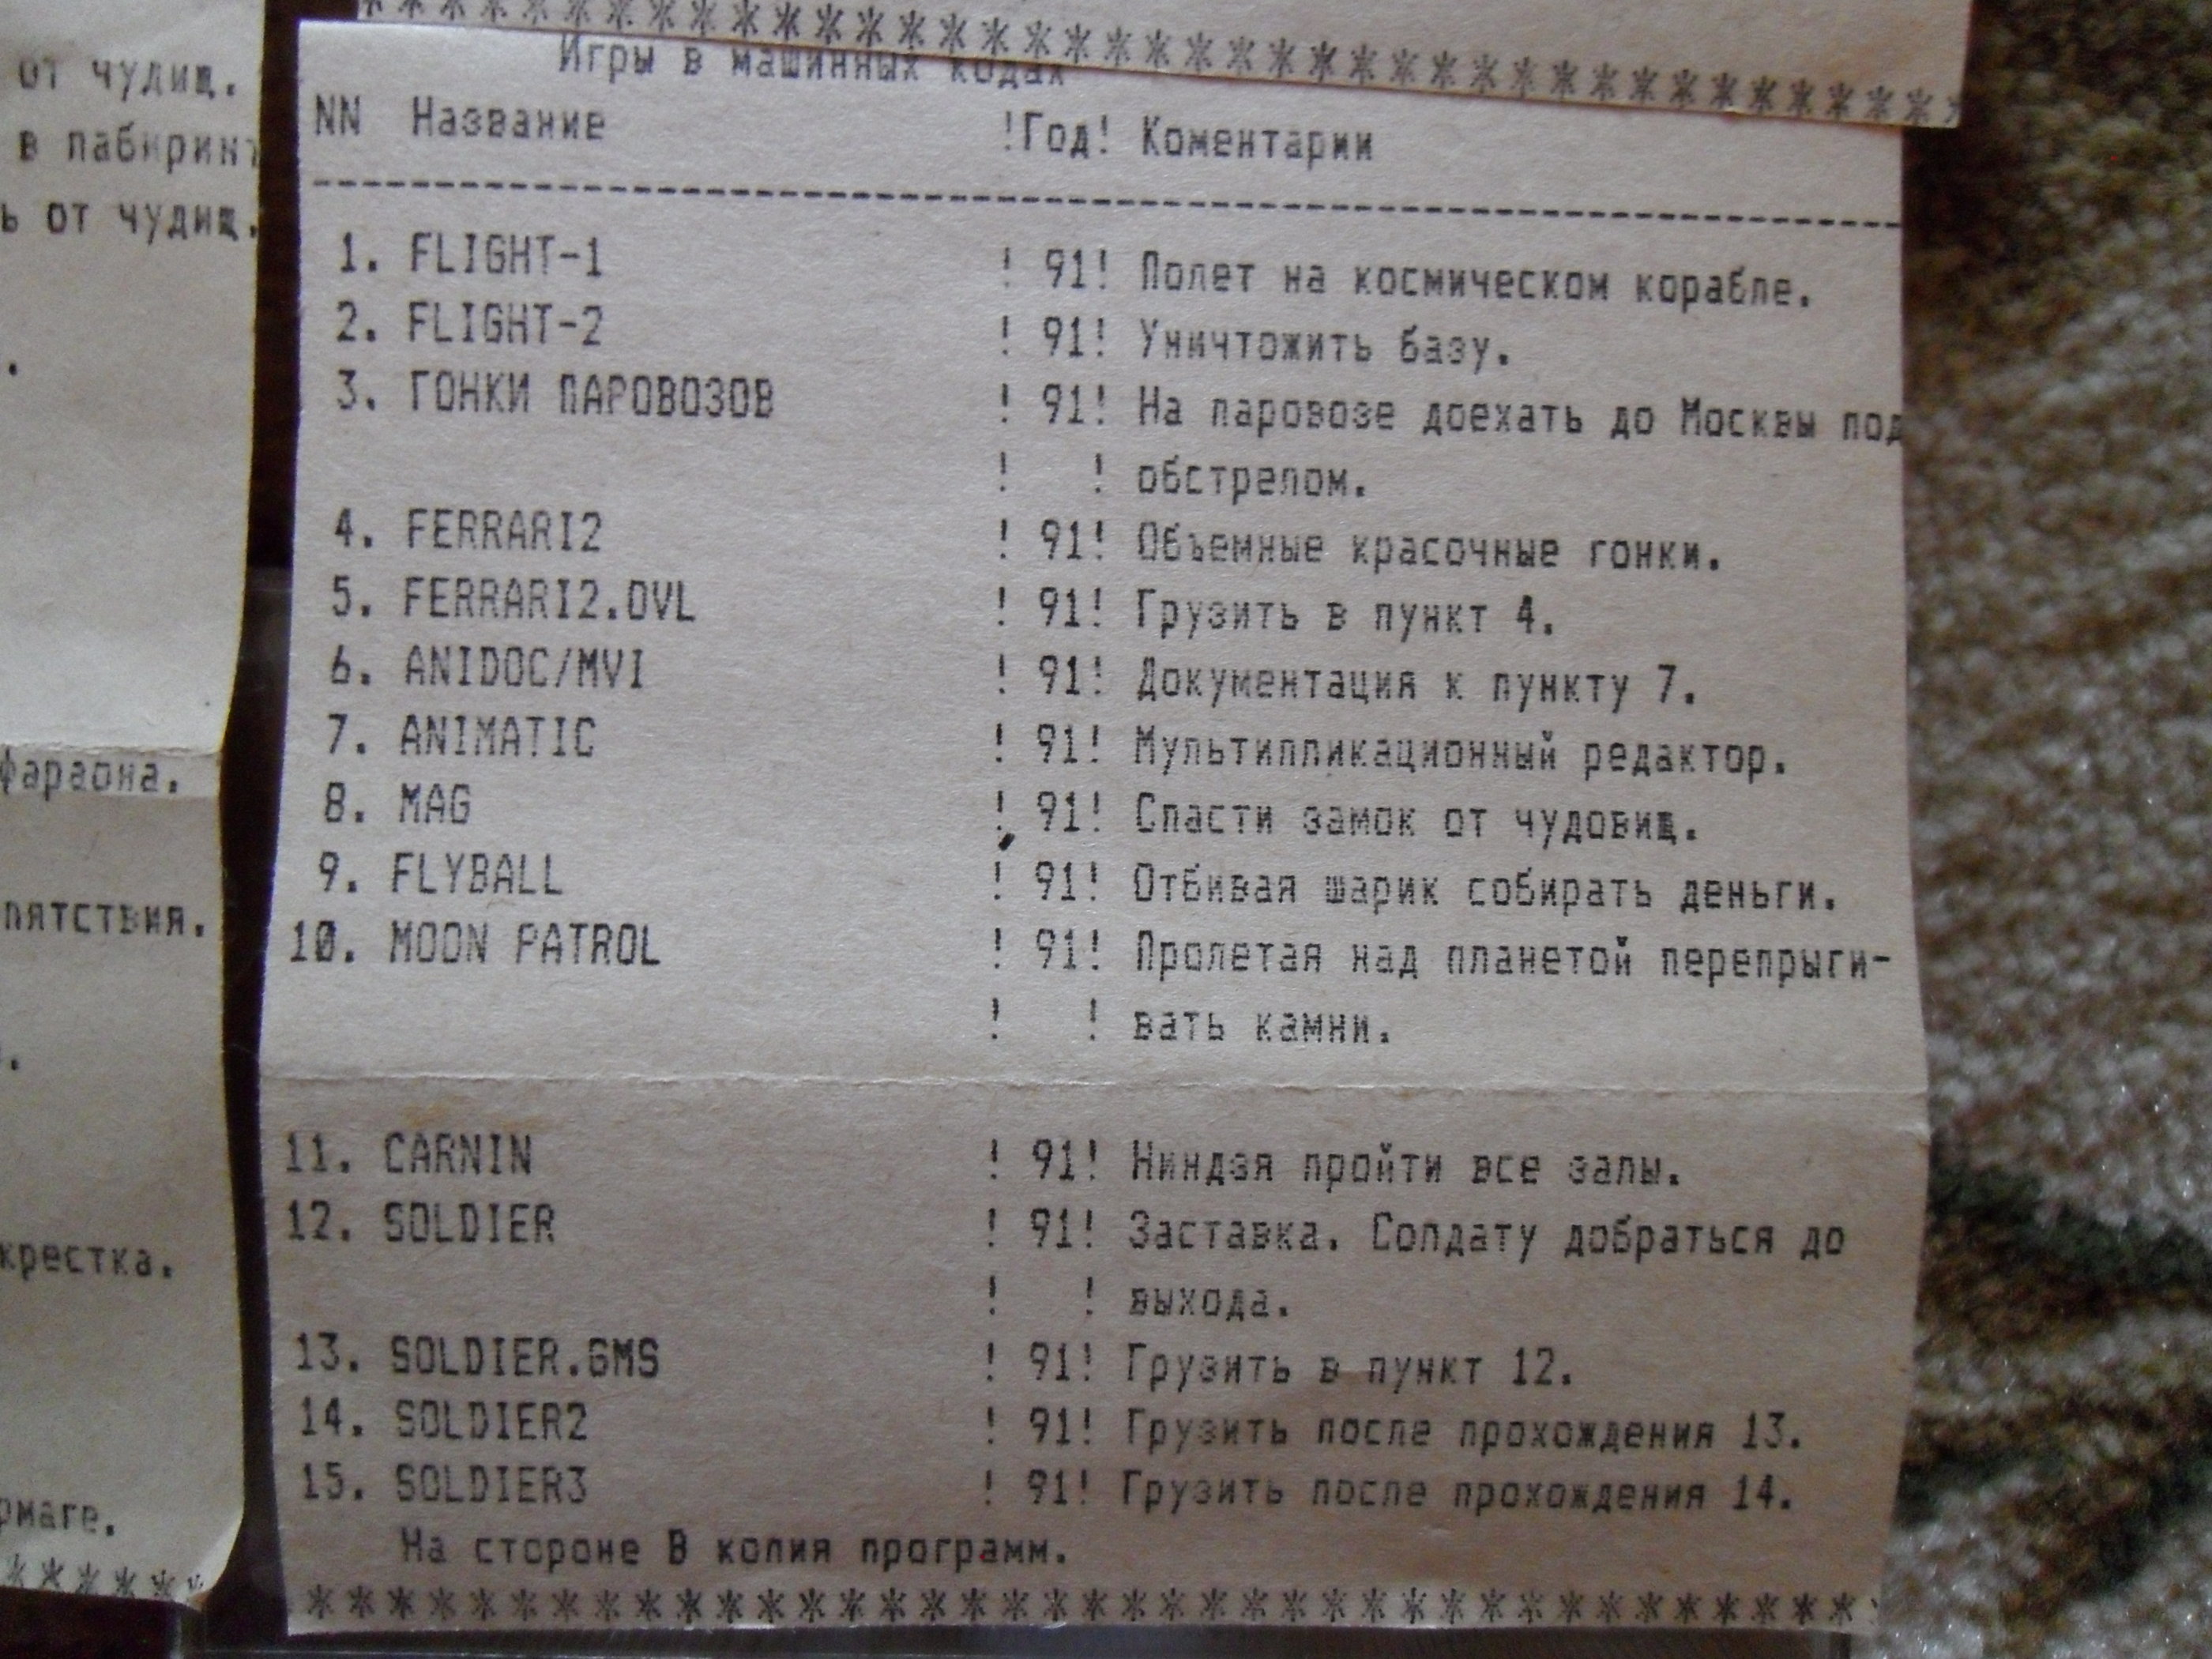 от чудищ.
в лабиринт
ь от чудищ.
.
фараона.
пятствия.
.
крестка.
рмаге.
* * * * *
* * * * * * * * * * * * * * * * * * * * * * * * * * * * * * * * * * * * * * *
Игры в машинных кодах
NN Название !Год! Коментарии
--------------------------------------------------------------------------------
1. FLIGHT-1 ! 91! Полет на космическом корабле.
2. FLIGHT-2 ! 91! Уничтожить базу.
3. ГОНКИ ПАРОВОЗОВ ! 91! На паровозе доехать до Москвы под
! ! обстрелом.
4. FERRARI2 ! 91! Объемные красочные гонки.
5. FERRARI2.OVL ! 91! Грузить в пункт 4.
6. ANIDOC/MVI ! 91! Документация к пункту 7.
7. ANIMATIC ! 91! Мультипликационный редактор.
8. MAG ! 91! Спасти замок от чудовищ.
9. FLYBALL ! 91! Отбивая шарик собирать деньги.
10. MOON PATROL ! 91! Пролетая над планетой перепрыги-
! ! вать камни.
11. CARNIN ! 91! Ниндзя пройти все залы.
12. SOLDIER ! 91! Заставка. Солдату добраться до
! ! выхода.
13. SOLDIER.GMS ! 91! Грузить в пункт 12.
14. SOLDIER2 ! 91! Грузить после прохождения 13.
15. SOLDIER3 ! 91! Грузить после прохождения 14.
На стороне В копия программ.
* * * * * * * * * * * * * * * * * * * * * * * * * * * * * * * * * * * * * *